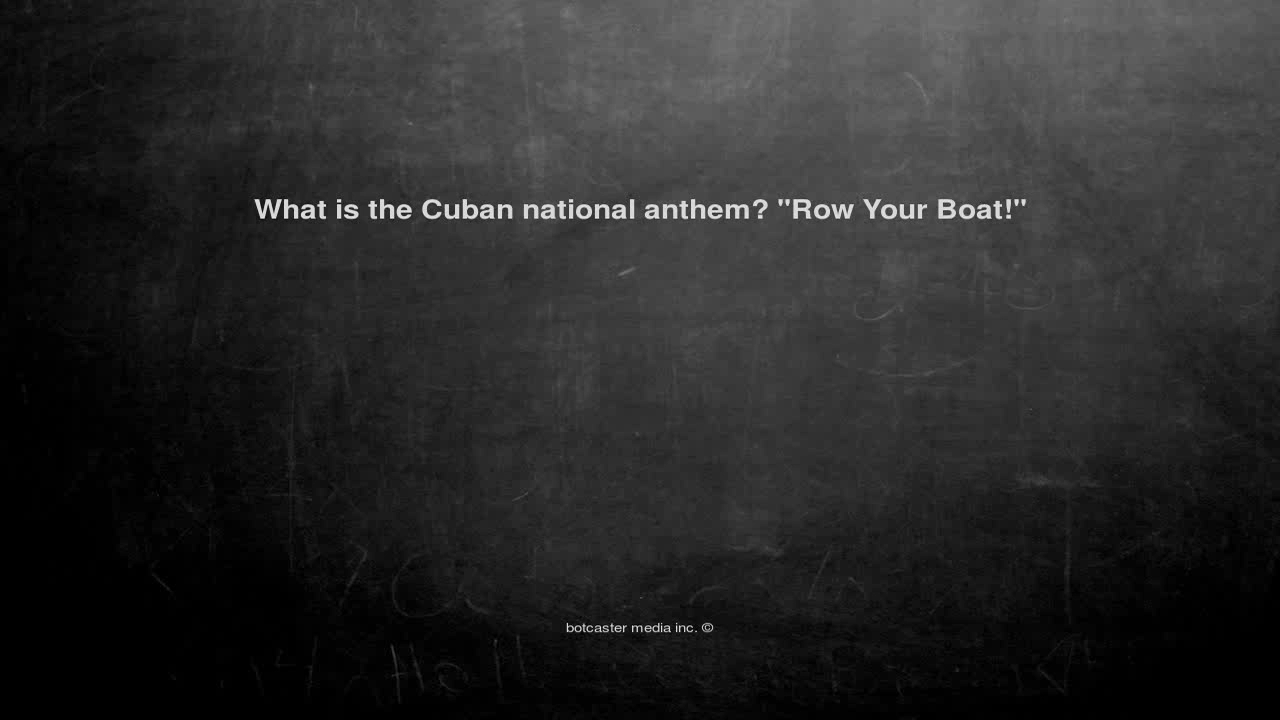 What is the Cuban national anthem? "Row Your Boat!"
botcaster media inc. ©